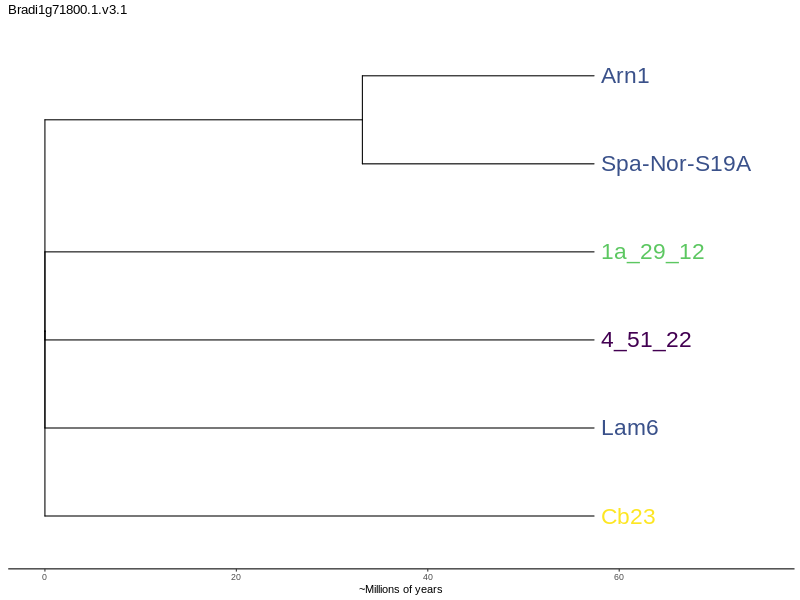 Bradi1g71800.1.v3.1
Arn1
Spa-Nor-S19A
1a_29_12
4_51_22
Lam6
Cb23
0 20 40 60
~Millions of years